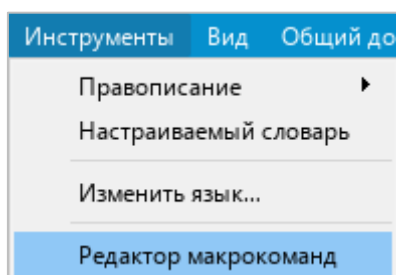 Инструменты Вид Общий до
Правописание
Настраиваемый словарь
Изменить язык...
Редактор макрокоманд